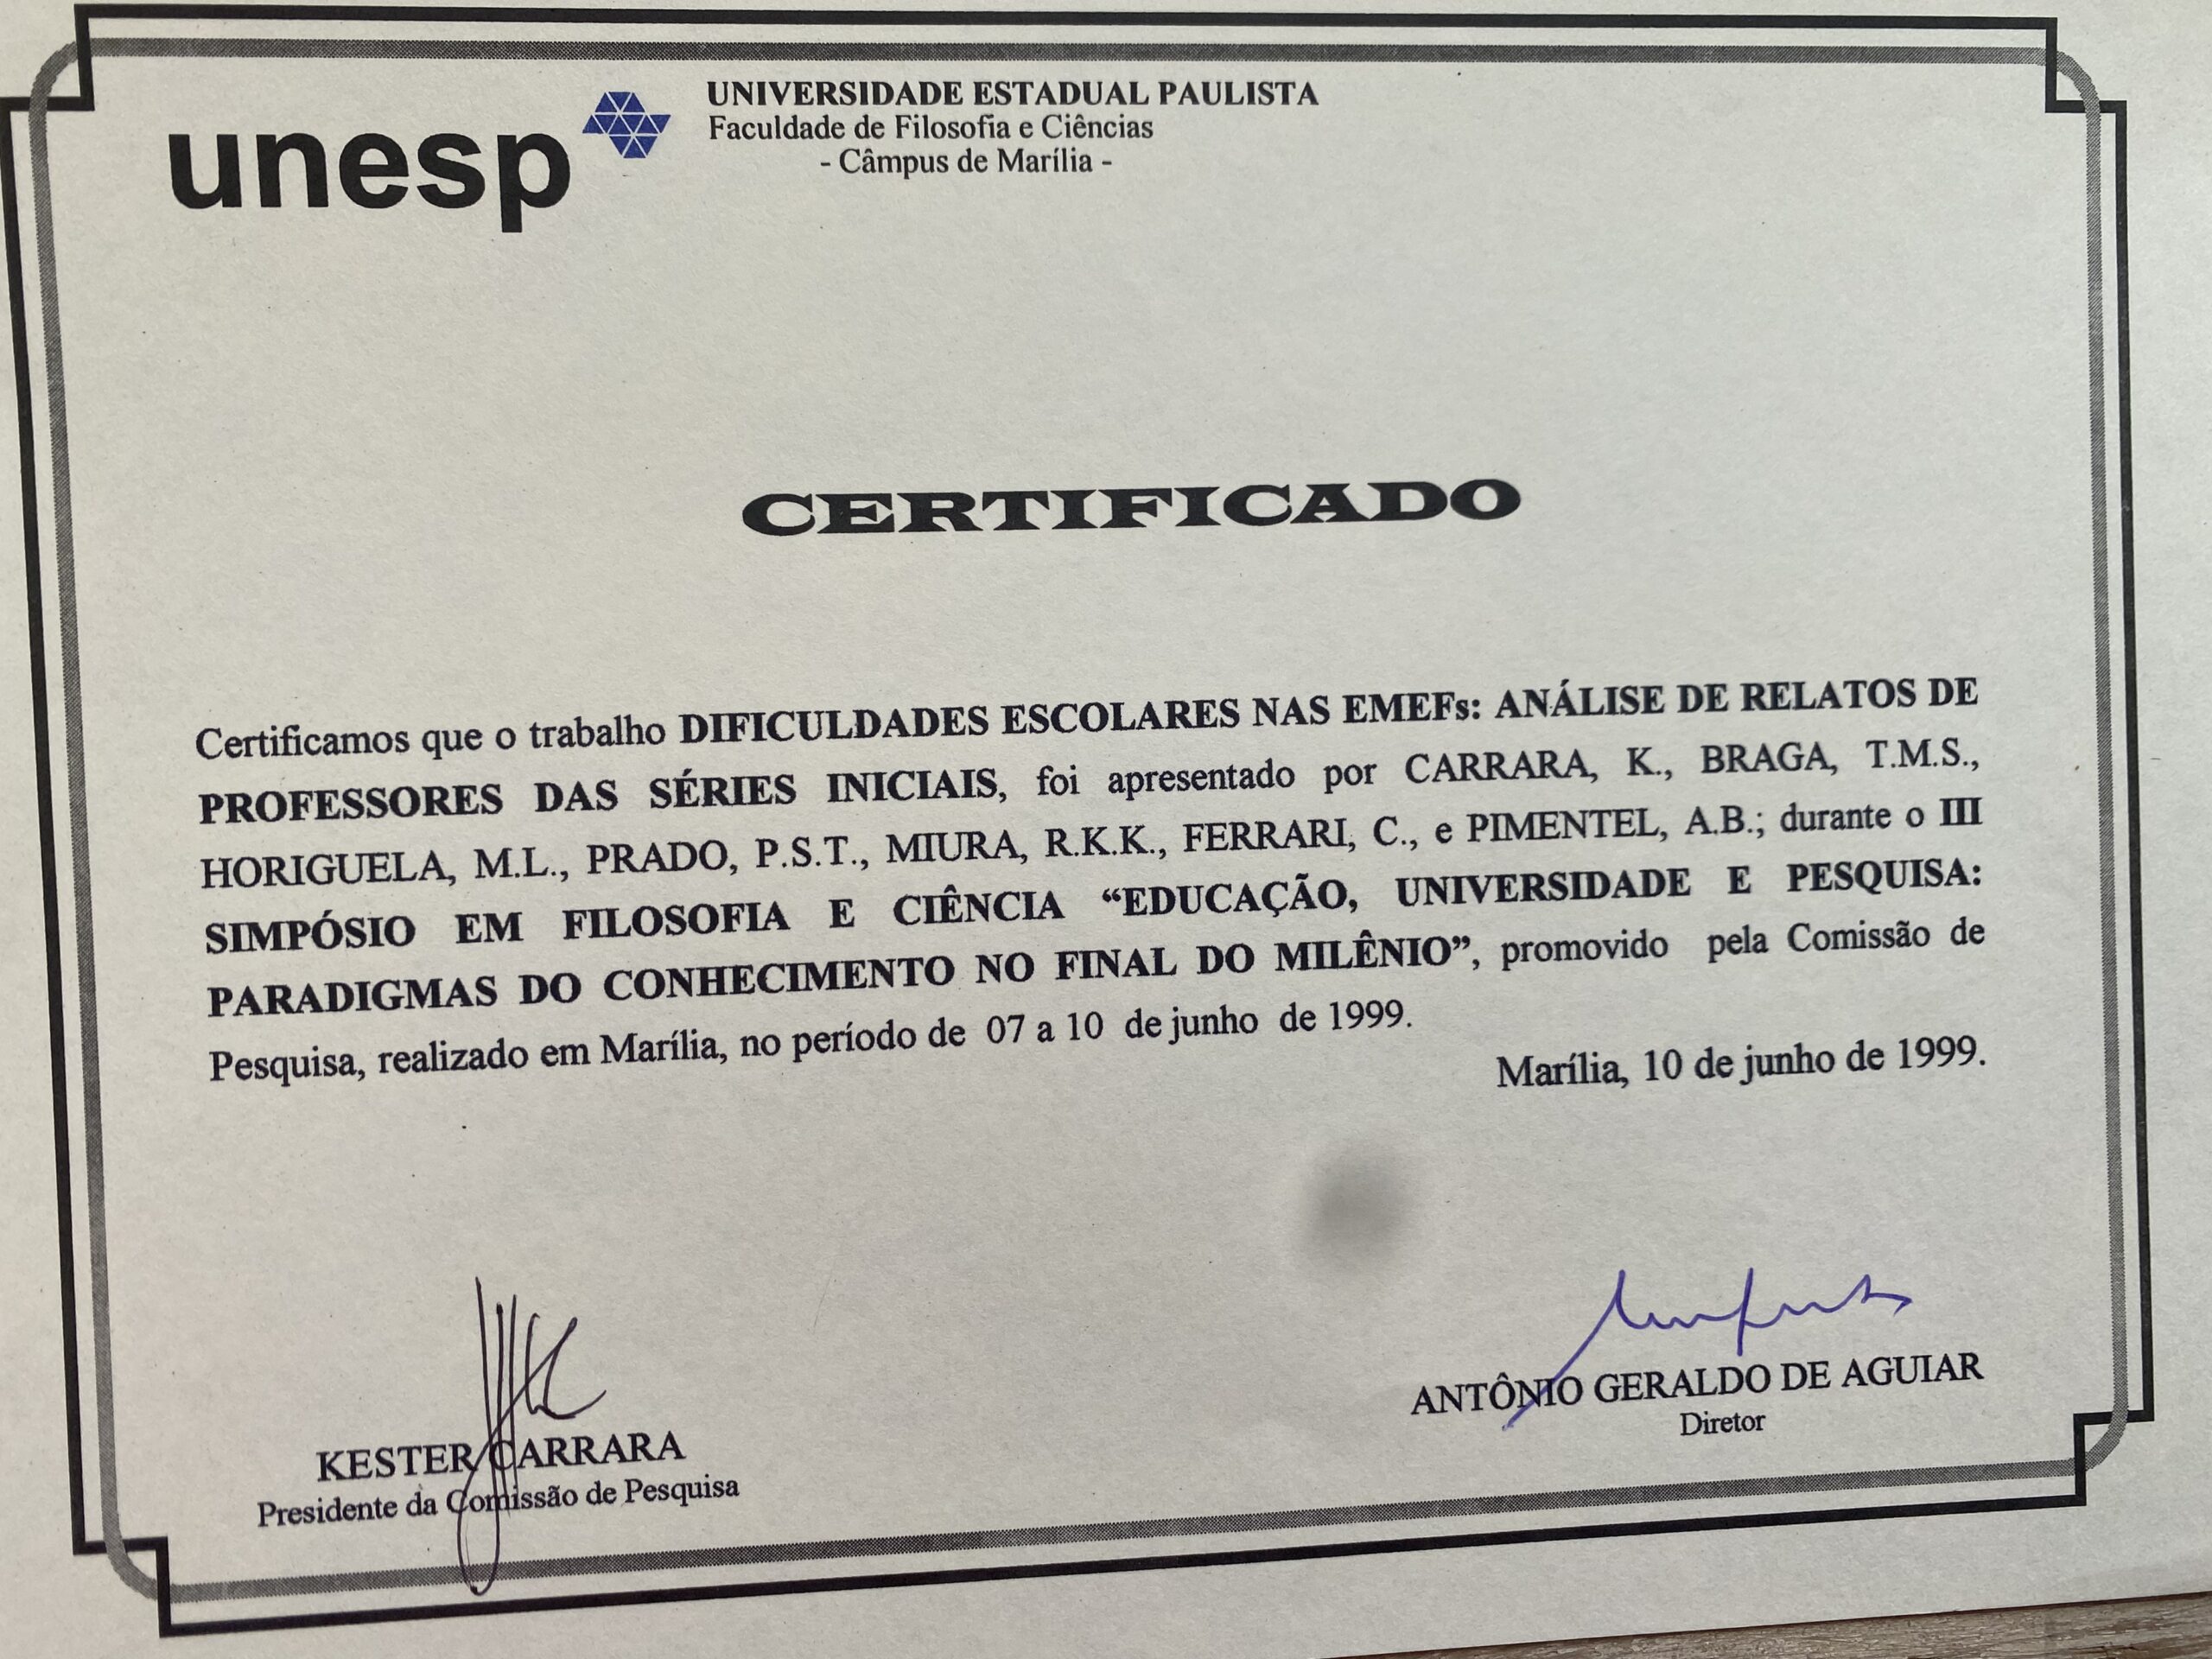 unesp
UNIVERSIDADE ESTADUAL PAULISTA
Faculdade de Filosofia e Ciências
- Câmpus de Marília -
CERTIFICADO
Certificamos que o trabalho DIFICULDADES ESCOLARES NAS EMEFs: ANÁLISE DE RELATOS DE
PROFESSORES DAS SÉRIES INICIAIS, foi apresentado por CARRARA, K., BRAGA, T.M.S.,
HORIGUELA, M.L., PRADO, P.S.T., MIURA, R.K.K., FERRARI, C., e PIMENTEL, A.B.; durante o III
SIMPÓSIO EM FILOSOFIA E CIÊNCIA “EDUCAÇÃO, UNIVERSIDADE E PESQUISA:
PARADIGMAS DO CONHECIMENTO NO FINAL DO MILÊNIO”, promovido pela Comissão de
Pesquisa, realizado em Marília, no período de 07 a 10 de junho de 1999.
Marília, 10 de junho de 1999.
KESTER CARRARA
Presidente da Comissão de Pesquisa
ANTÔNIO GERALDO DE AGUIAR
Diretor